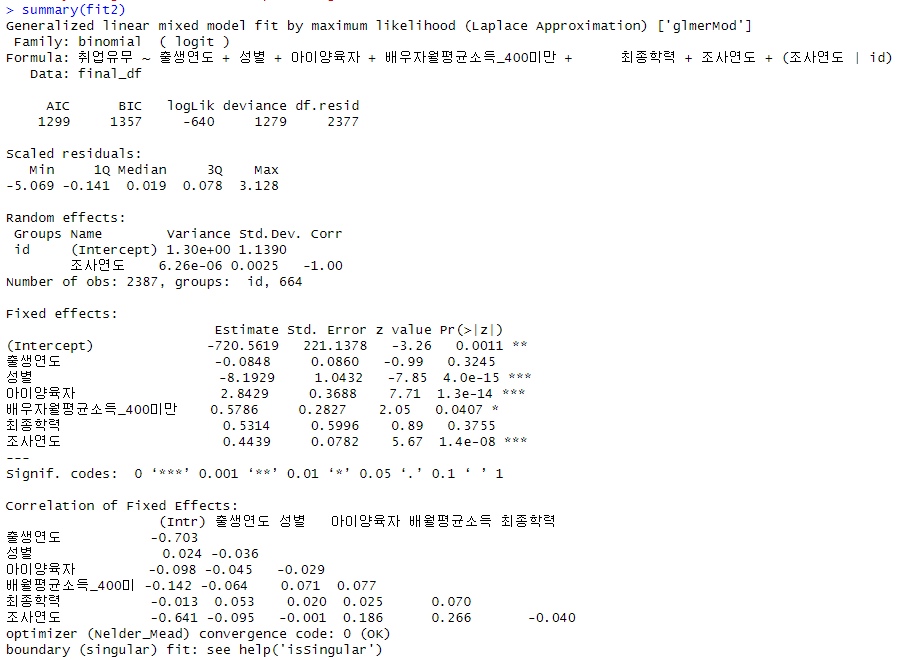 > summary(fit2)
Generalized linear mixed model fit by maximum likelihood (Laplace Approximation) ['glmerMod']
Family: binomial ( logit )
Formula: 취업유무 ~ 출생연도 + 성별 + 아이양육자 + 배우자월평균소득_400미만 + 최종학력 + 조사연도 + (조사연도 | id)
Data: final_df
AIC BIC logLik deviance df.resid
1299 1357 -640 1279 2377
Scaled residuals:
Min 1Q Median 3Q Max
-5.069 -0.141 0.019 0.078 3.128
Random effects:
Groups Name Variance Std.Dev. Corr
id (Intercept) 1.30e+00 1.1390
조사연도 6.26e-06 0.0025 -1.00
Number of obs: 2387, groups: id, 664
Fixed effects:
Estimate Std. Error z value Pr(>|z|)
(Intercept) -720.5619 221.1378 -3.26 0.0011 **
출생연도 -0.0848 0.0860 -0.99 0.3245
성별 -8.1929 1.0432 -7.85 4.0e-15 ***
아이양육자 2.8429 0.3688 7.71 1.3e-14 ***
배우자월평균소득_400미만 0.5786 0.2827 2.05 0.0407 *
최종학력 0.5314 0.5996 0.89 0.3755
조사연도 0.4439 0.0782 5.67 1.4e-08 ***
---
Signif. codes: 0 ‘***’ 0.001 ‘**’ 0.01 ‘*’ 0.05 ‘.’ 0.1 ‘ ’ 1
Correlation of Fixed Effects:
(Intr) 출생연도 성별 아이양육자 배월평균소득 최종학력
출생연도 -0.703
성별 0.024 -0.036
아이양육자 -0.098 -0.045 -0.029
배월평균소득_400미 -0.142 -0.064 0.071 0.077
최종학력 -0.013 0.053 0.020 0.025 0.070
조사연도 -0.641 -0.095 -0.001 0.186 0.266 -0.040
optimizer (Nelder_Mead) convergence code: 0 (OK)
boundary (singular) fit: see help('isSingular')